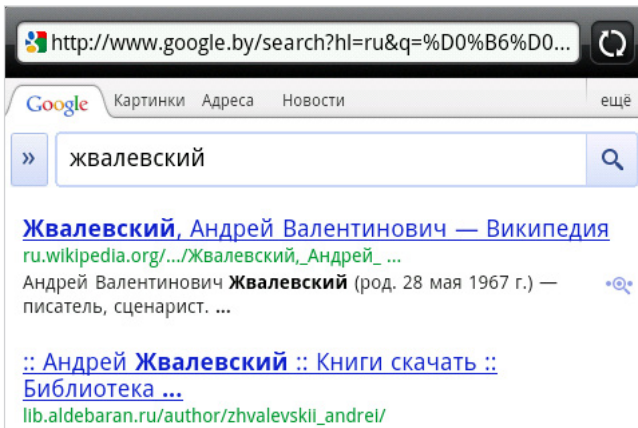 http://www.google.by/search?hl=ru&q=%D0%B6%D0...
Google Картинки Адреса Новости ещё
» жвалевский
Жвалевский, Андрей Валентинович — Википедия
ru.wikipedia.org/.../Жвалевский,_Андрей_ ...
Андрей Валентинович Жвалевский (род. 28 мая 1967 г.) —
писатель, сценарист. ...
:: Андрей Жвалевский :: Книги скачать ::
Библиотека ...
lib.aldebaran.ru/author/zhvalevskii_andrei/